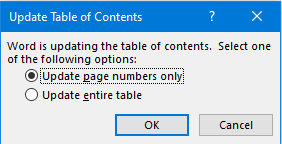 Update Table of Contents ? ×
Word is updating the table of contents. Select one
of the following options:
Update page numbers only
Update entire table
OK Cancel